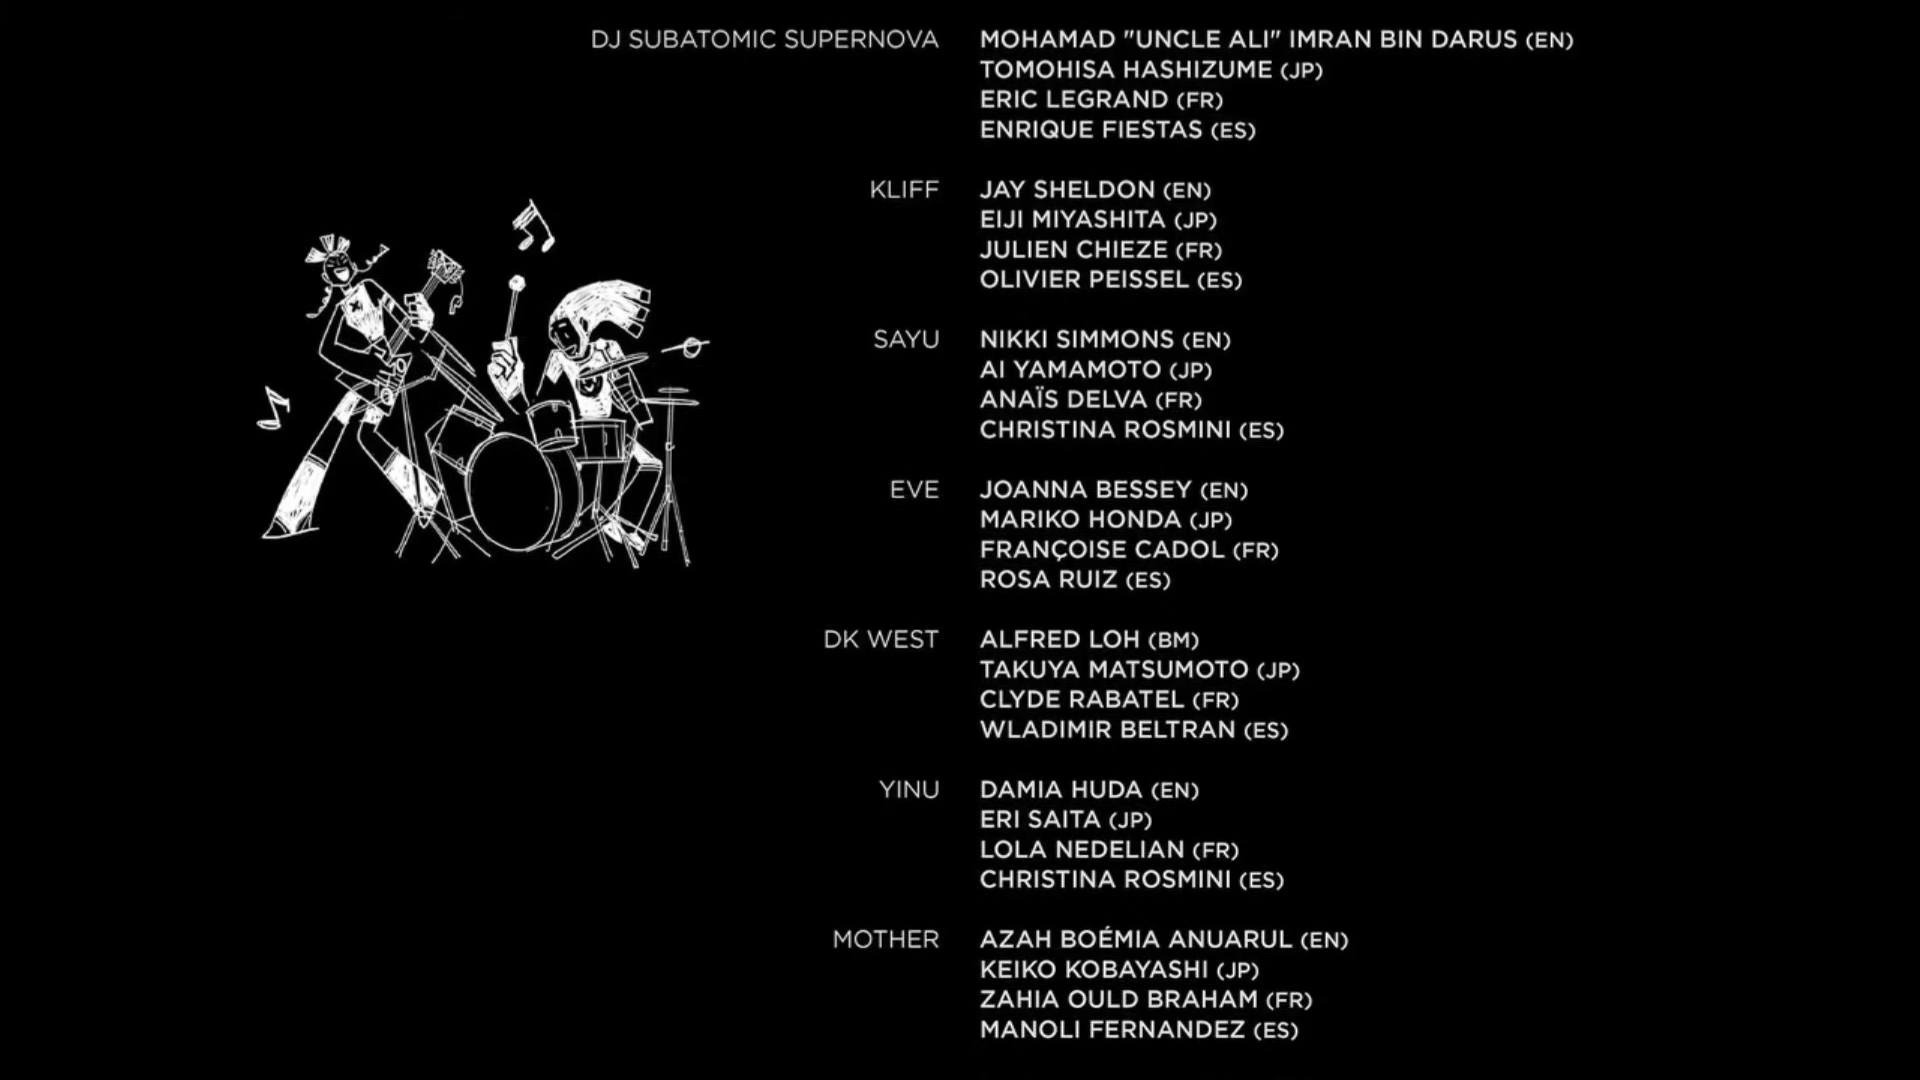 DJ SUBATOMIC SUPERNOVA MOHAMAD "UNCLE ALI" IMRAN BIN DARUS (EN)
TOMOHISA HASHIZUME (JP)
ERIC LEGRAND (FR)
ENRIQUE FIESTAS (ES)
KLIFF JAY SHELDON (EN)
EIJI MIYASHITA (JP)
JULIEN CHIEZE (FR)
OLIVIER PEISSEL (ES)
SAYU NIKKI SIMMONS (EN)
AI YAMAMOTO (JP)
ANAÏS DELVA (FR)
CHRISTINA ROSMINI (ES)
EVE JOANNA BESSEY (EN)
MARIKO HONDA (JP)
FRANÇOISE CADOL (FR)
ROSA RUIZ (ES)
DK WEST ALFRED LOH (BM)
TAKUYA MATSUMOTO (JP)
CLYDE RABATEL (FR)
WLADIMIR BELTRAN (ES)
YINU DAMIA HUDA (EN)
ERI SAITA (JP)
LOLA NEDELIAN (FR)
CHRISTINA ROSMINI (ES)
MOTHER AZAH BOÉMIA ANUARUL (EN)
KEIKO KOBAYASHI (JP)
ZAHIA OULD BRAHAM (FR)
MANOLI FERNANDEZ (ES)